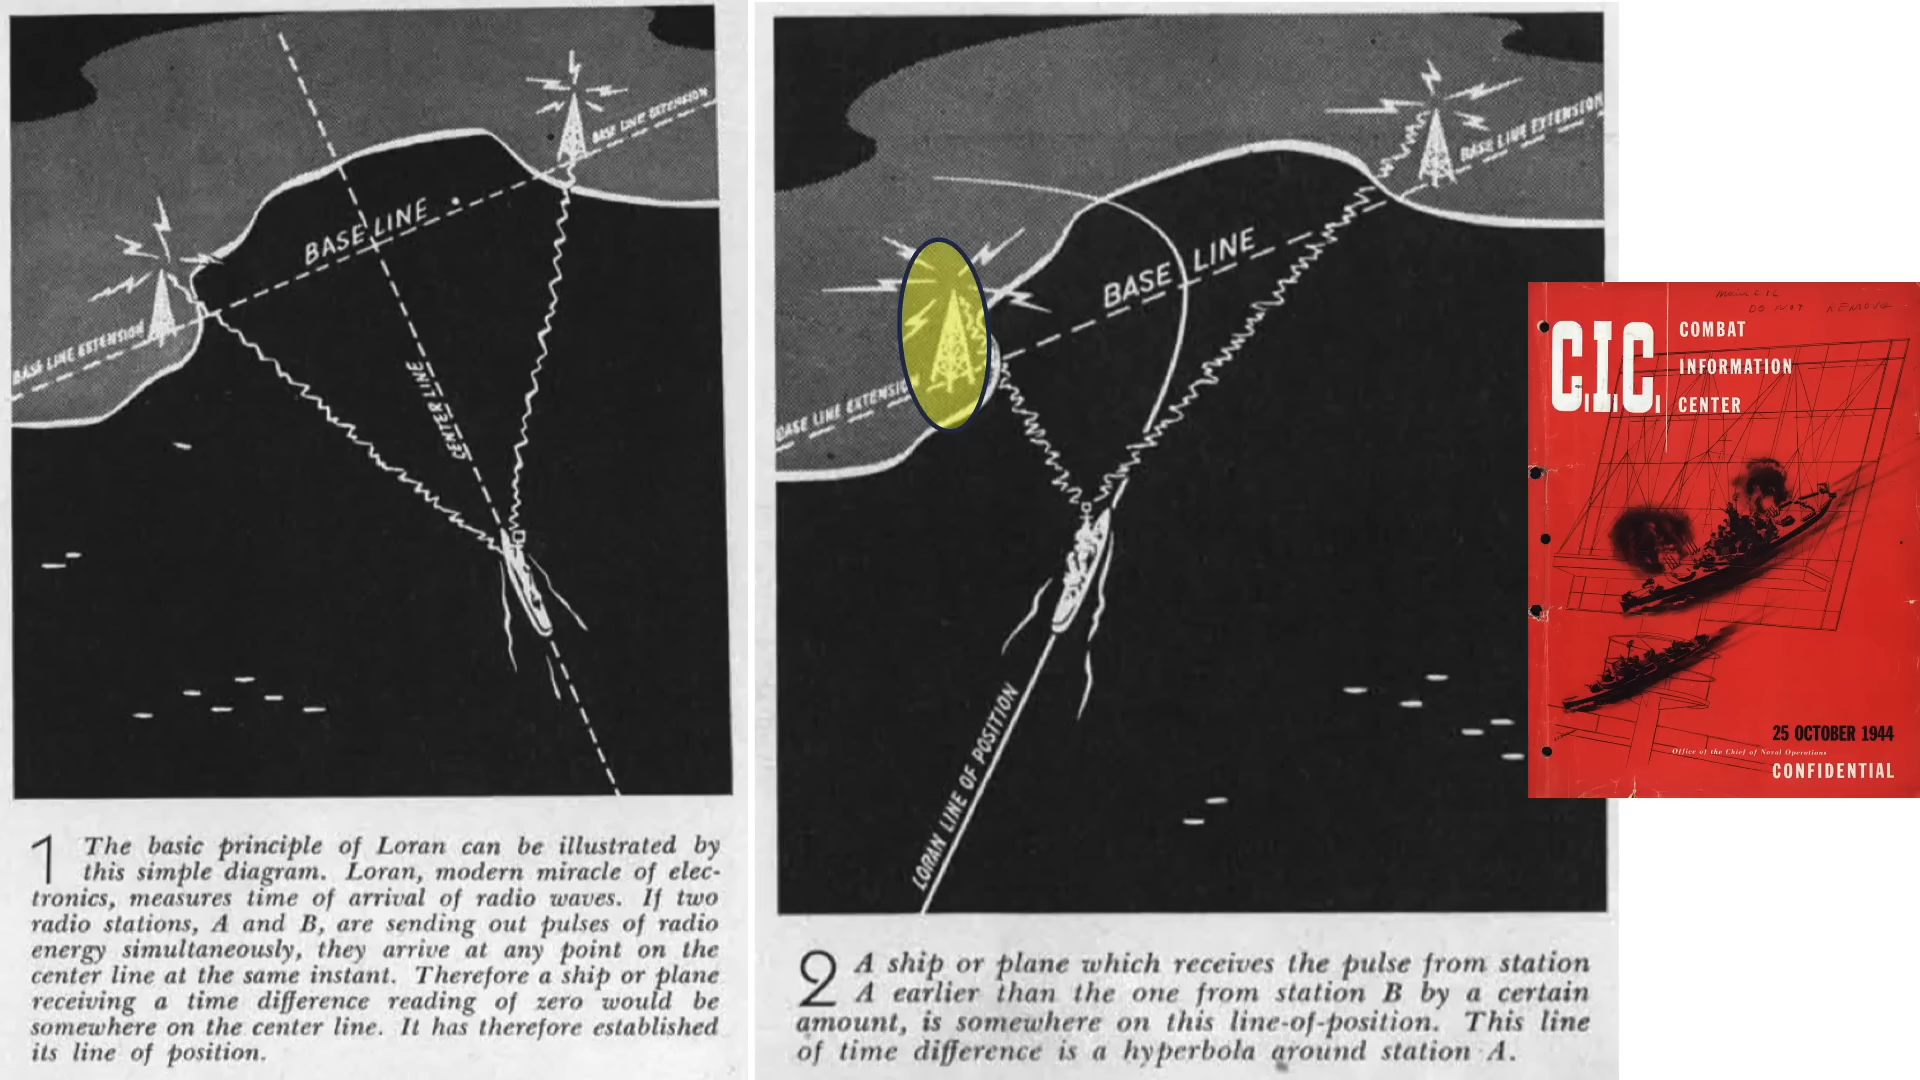 BASE LINE EXTENSION
BASE LINE
BASE LINE EXTENSION
CENTER LINE
1 The basic principle of Loran can be illustrated by
this simple diagram. Loran, modern miracle of elec-
tronics, measures time of arrival of radio waves. If two
radio stations, A and B, are sending out pulses of radio
energy simultaneously, they arrive at any point on the
center line at the same instant. Therefore a ship or plane
receiving a time difference reading of zero would be
somewhere on the center line. It has therefore established
its line of position.
BASE LINE EXTENSION
BASE LINE
BASE LINE EXTENSION
LORAN LINE OF POSITION
2 A ship or plane which receives the pulse from station
A earlier than the one from station B by a certain
amount, is somewhere on this line-of-position. This line
of time difference is a hyperbola around station A.
DO NOT REMOVE
C.I.C.
COMBAT
INFORMATION
CENTER
25 OCTOBER 1944
Office of the Chief of Naval Operations
CONFIDENTIAL